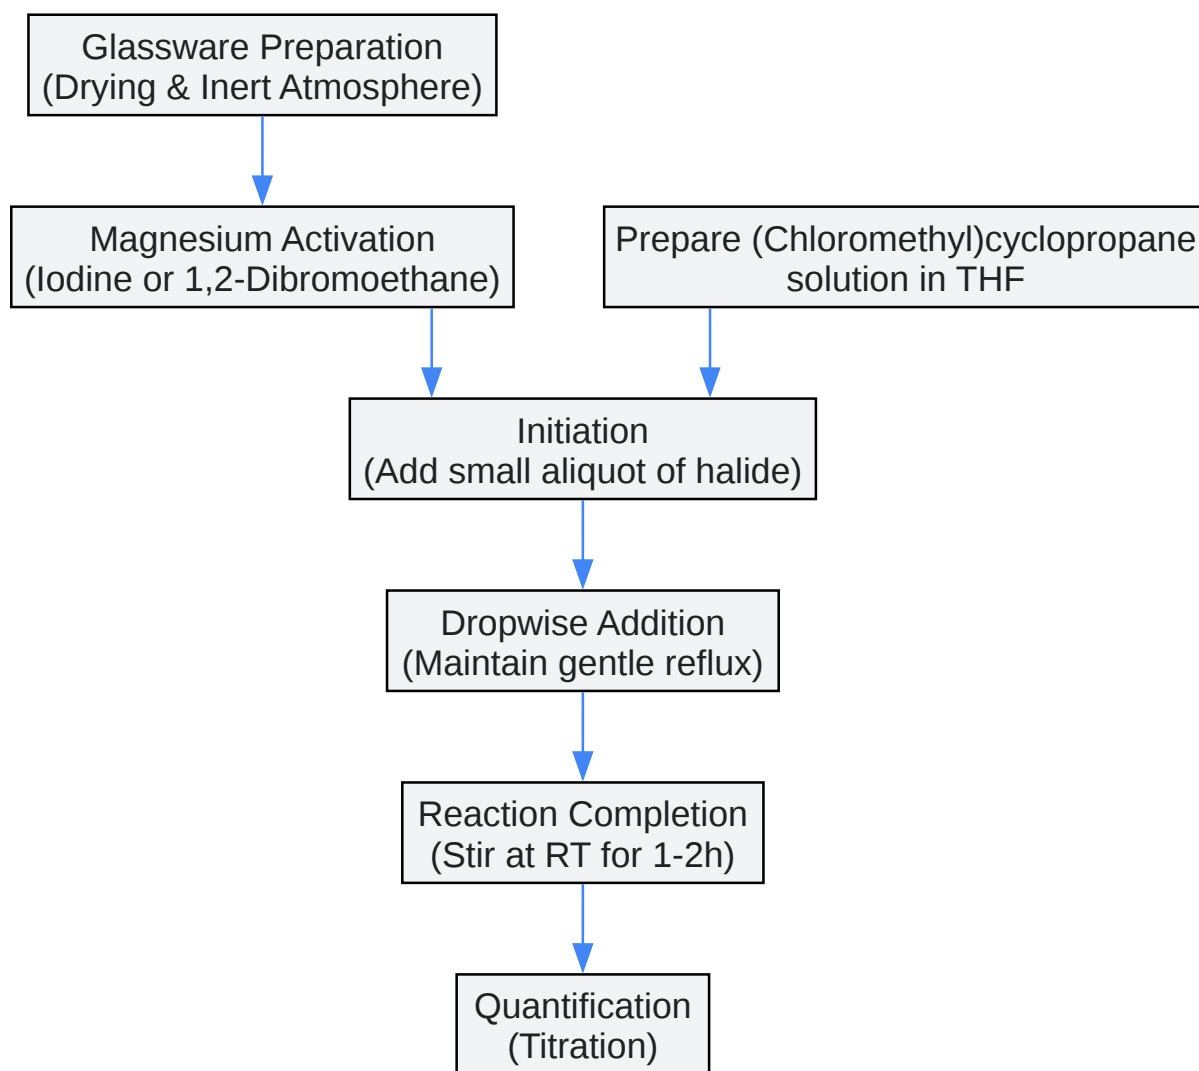 Glassware Preparation
(Drying & Inert Atmosphere)
Magnesium Activation
(Iodine or 1,2-Dibromoethane)
Prepare (Chloromethyl)cyclopropane
solution in THF
Initiation
(Add small aliquot of halide)
Dropwise Addition
(Maintain gentle reflux)
Reaction Completion
(Stir at RT for 1-2h)
Quantification
(Titration)